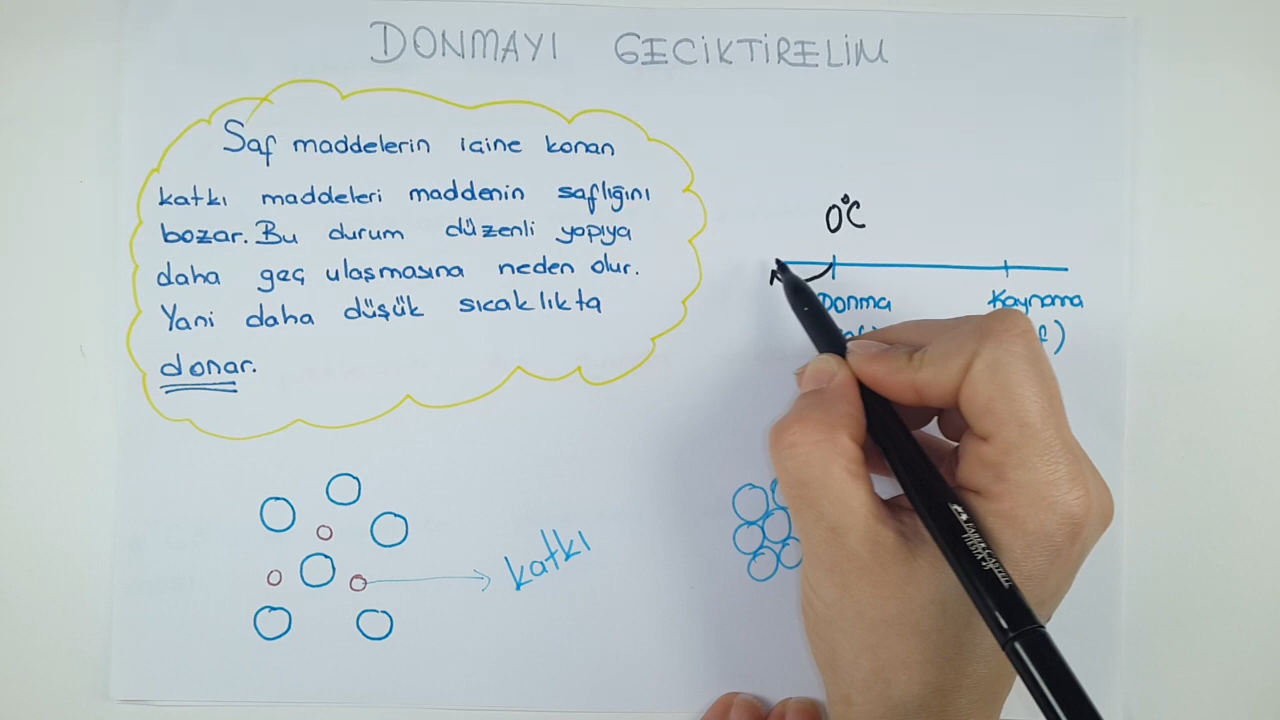 DONMAYI GECİKTİRELİM
Saf maddelerin içine konan
katkı maddeleri maddenin saflığını
bozar. Bu durum düzenli yapıya
daha geç ulaşmasına neden olur.
Yani daha düşük sıcaklıkta
donar.
0°C
Donma
Kaynama
katkı